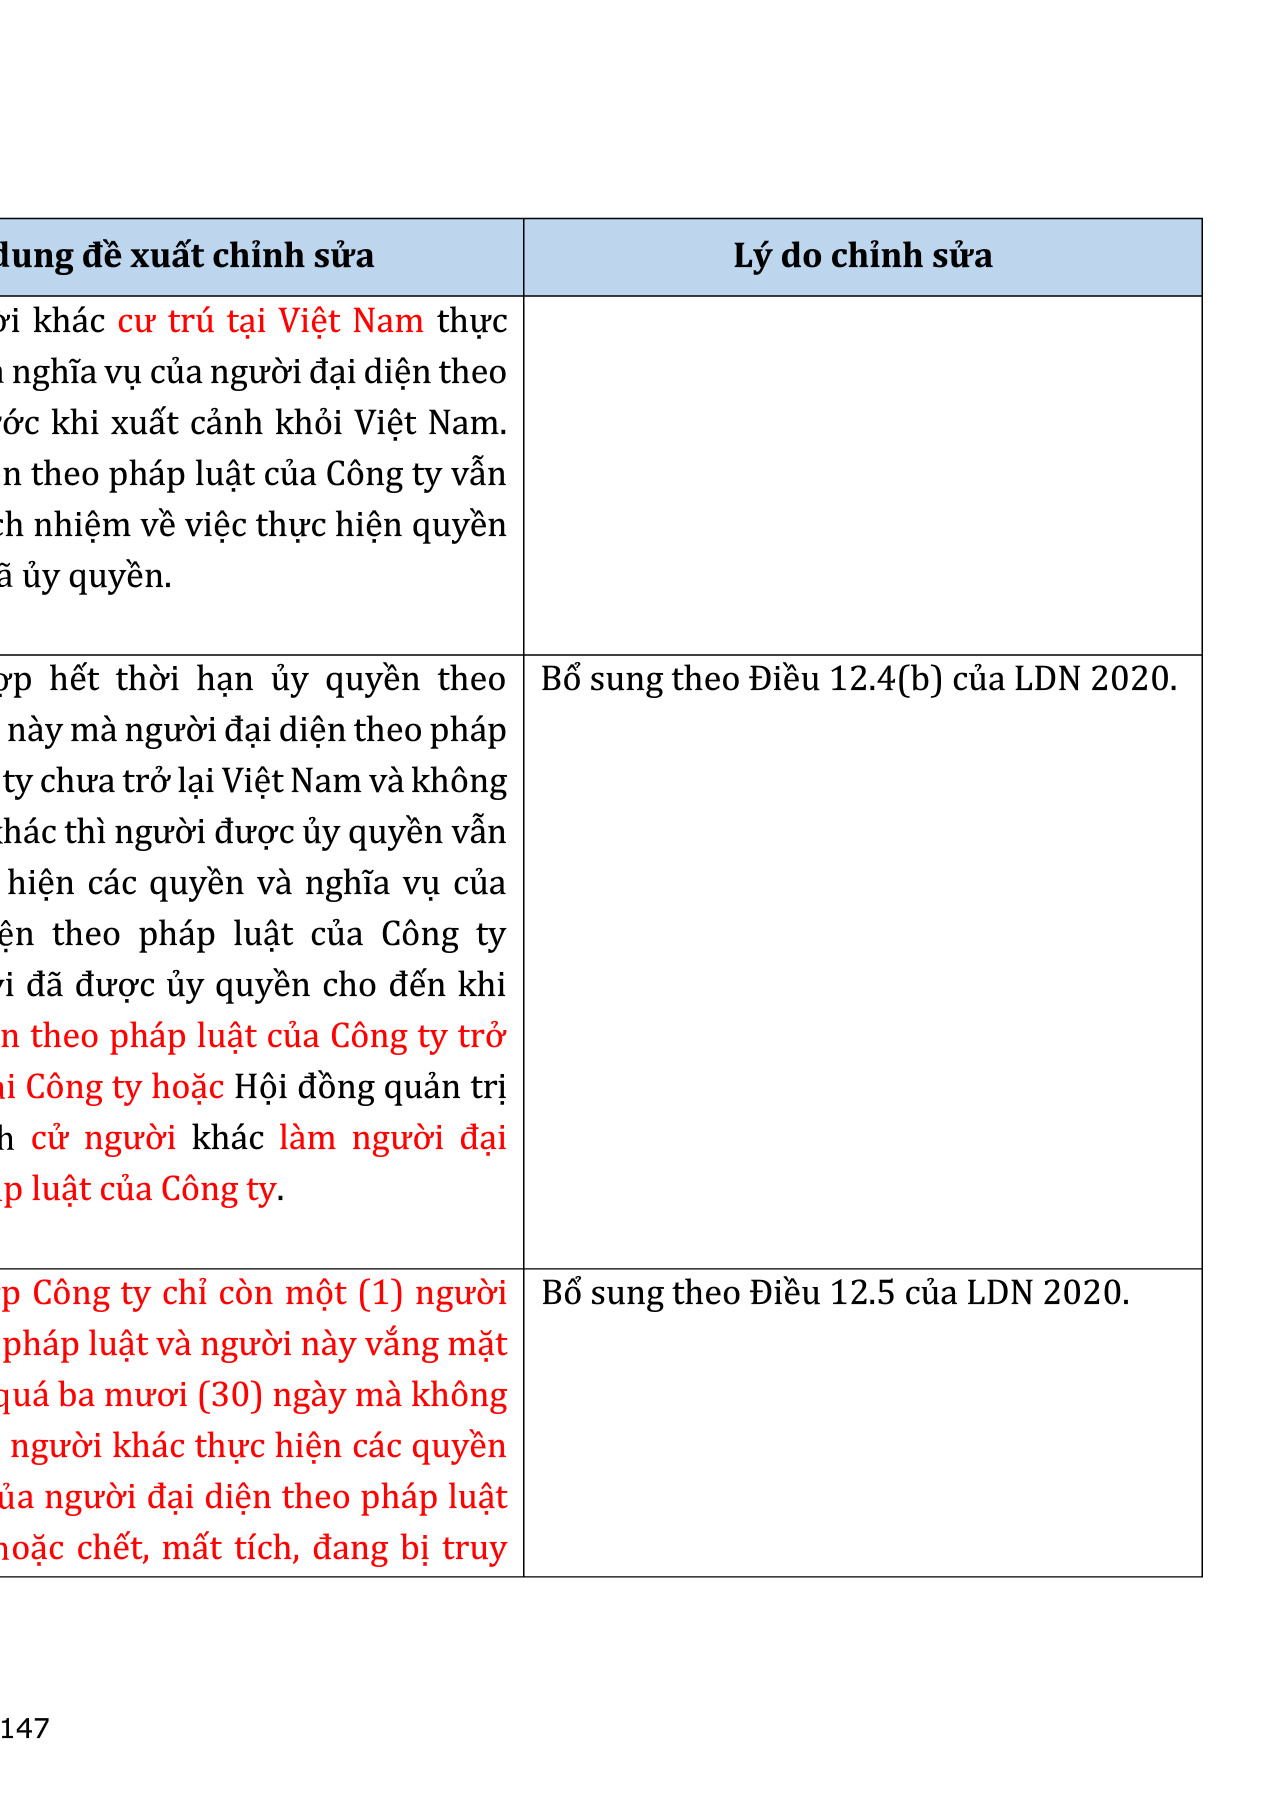 dung đề xuất chỉnh sửa
Lý do chỉnh sửa
khác cư trú tại Việt Nam thực
nghĩa vụ của người đại diện theo
khi xuất cảnh khỏi Việt Nam.
theo pháp luật của Công ty vẫn
nhiệm về việc thực hiện quyền
ủy quyền.
hết thời hạn ủy quyền theo
này mà người đại diện theo pháp
ty chưa trở lại Việt Nam và không
khác thì người được ủy quyền vẫn
hiện các quyền và nghĩa vụ của
theo pháp luật của Công ty
đã được ủy quyền cho đến khi
theo pháp luật của Công ty trở
Công ty hoặc Hội đồng quản trị
cử người khác làm người đại
luật của Công ty.
Bổ sung theo Điều 12.4(b) của LDN 2020.
Công ty chỉ còn một (1) người
pháp luật và người này vắng mặt
quá ba mươi (30) ngày mà không
người khác thực hiện các quyền
của người đại diện theo pháp luật
hoặc chết, mất tích, đang bị truy
Bổ sung theo Điều 12.5 của LDN 2020.
147